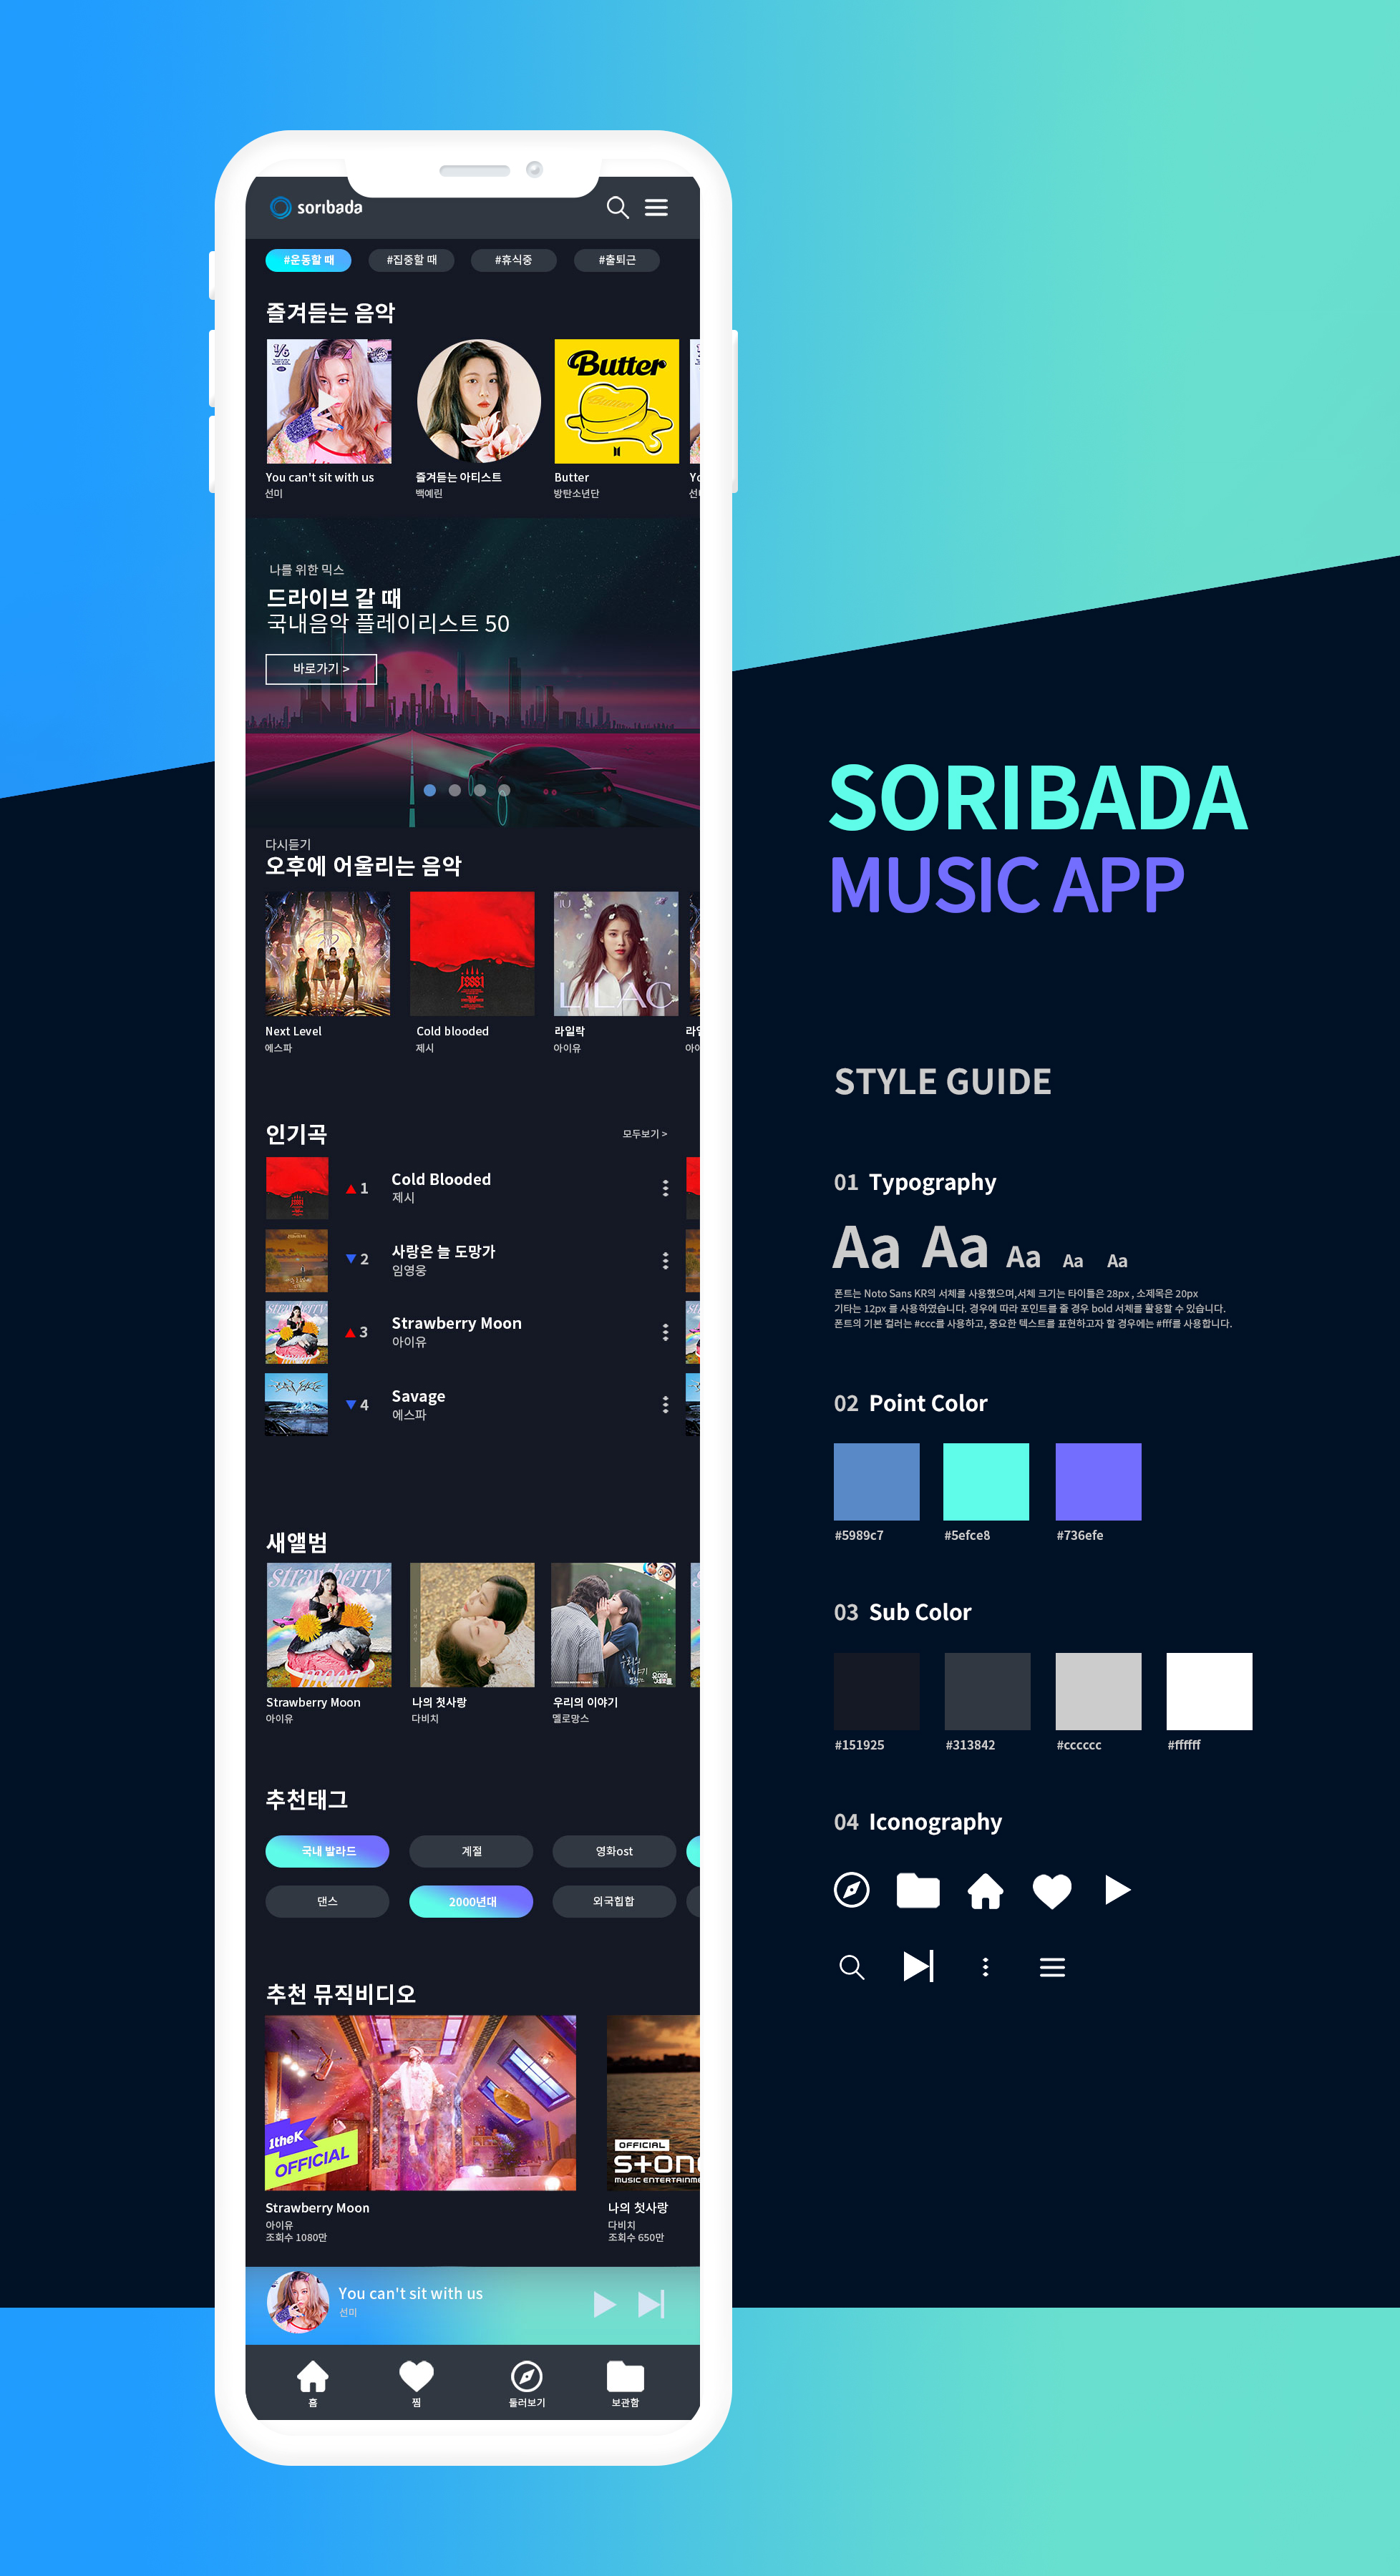 soribada
#운동할 때
#집중할 때
#휴식중
#출퇴근
즐겨듣는 음악
1/6
Butter
Butter
You can't sit with us
선미
즐겨듣는 아티스트
백예린
Butter
방탄소년단
나를 위한 믹스
드라이브 갈 때
국내음악 플레이리스트 50
바로가기 >
다시듣기
오후에 어울리는 음악
IU
LILAC
Next Level
에스파
Cold blooded
제시
라일락
아이유
인기곡
모두보기 >
1
Cold Blooded
제시
2
사랑은 늘 도망가
임영웅
strawberry
3
Strawberry Moon
아이유
4
Savage
에스파
새앨범
strawberry
moon
우리의
이야기
Strawberry Moon
아이유
나의 첫사랑
다비치
우리의 이야기
멜로망스
추천태그
국내 발라드
계절
영화ost
댄스
2000년대
외국힙합
추천 뮤직비디오
1theK
OFFICIAL
OFFICIAL
Strawberry Moon
아이유
조회수 1080만
나의 첫사랑
다비치
조회수 650만
You can't sit with us
선미
홈
찜
둘러보기
보관함
SORIBADA
MUSIC APP
STYLE GUIDE
01 Typography
Aa Aa Aa Aa Aa
폰트는 Noto Sans KR의 서체를 사용했으며,서체 크기는 타이틀은 28px , 소제목은 20px
기타는 12px 를 사용하였습니다. 경우에 따라 포인트를 줄 경우 bold 서체를 활용할 수 있습니다.
폰트의 기본 컬러는 #ccc를 사용하고, 중요한 텍스트를 표현하고자 할 경우에는 #fff를 사용합니다.
02 Point Color
#5989c7
#5efce8
#736efe
03 Sub Color
#151925
#313842
#cccccc
#ffffff
04 Iconography